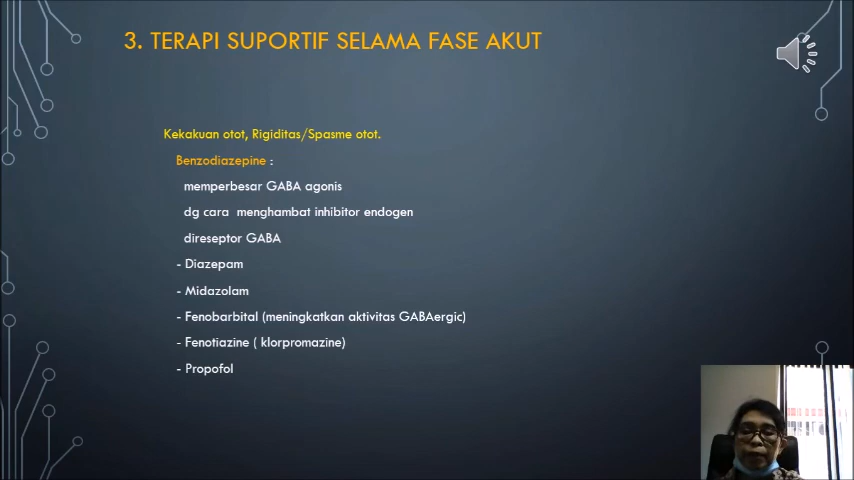 3. TERAPI SUPORTIF SELAMA FASE AKUT
Kekakuan otot, Rigiditas/Spasme otot.
Benzodiazepine :
memperbesar GABA agonis
dg cara menghambat inhibitor endogen
direseptor GABA
- Diazepam
- Midazolam
- Fenobarbital (meningkatkan aktivitas GABAergic)
- Fenotiazine ( klorpromazine)
- Propofol